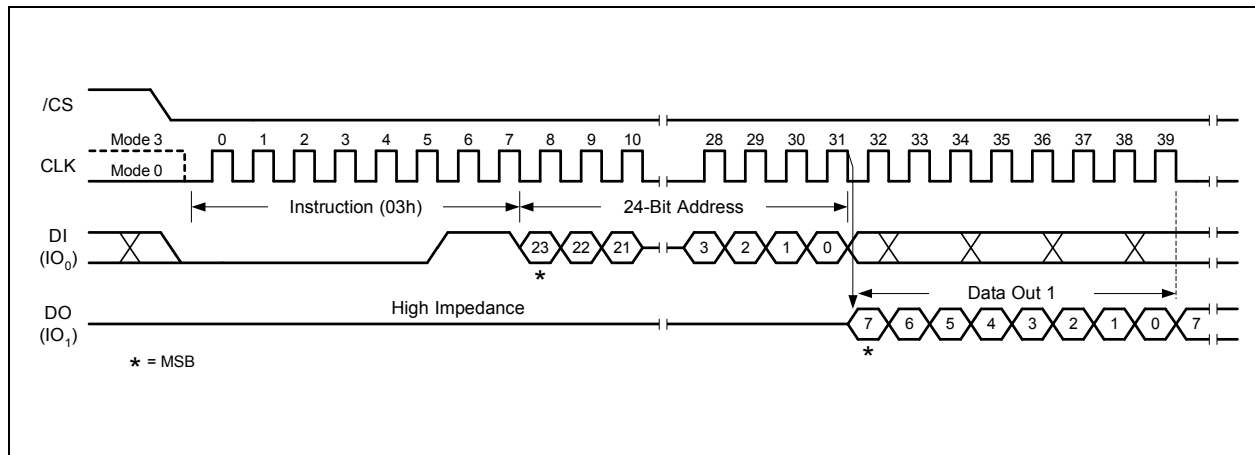 /CS
Mode 3
0 1 2 3 4 5 6 7 8 9 10 28 29 30 31 32 33 34 35 36 37 38 39
CLK
Mode 0
Instruction (03h) 24-Bit Address
DI
(IO0)
23 22 21 3 2 1 0
*
Data Out 1
High Impedance
DO
(IO1)
7 6 5 4 3 2 1 0 7
*
* = MSB